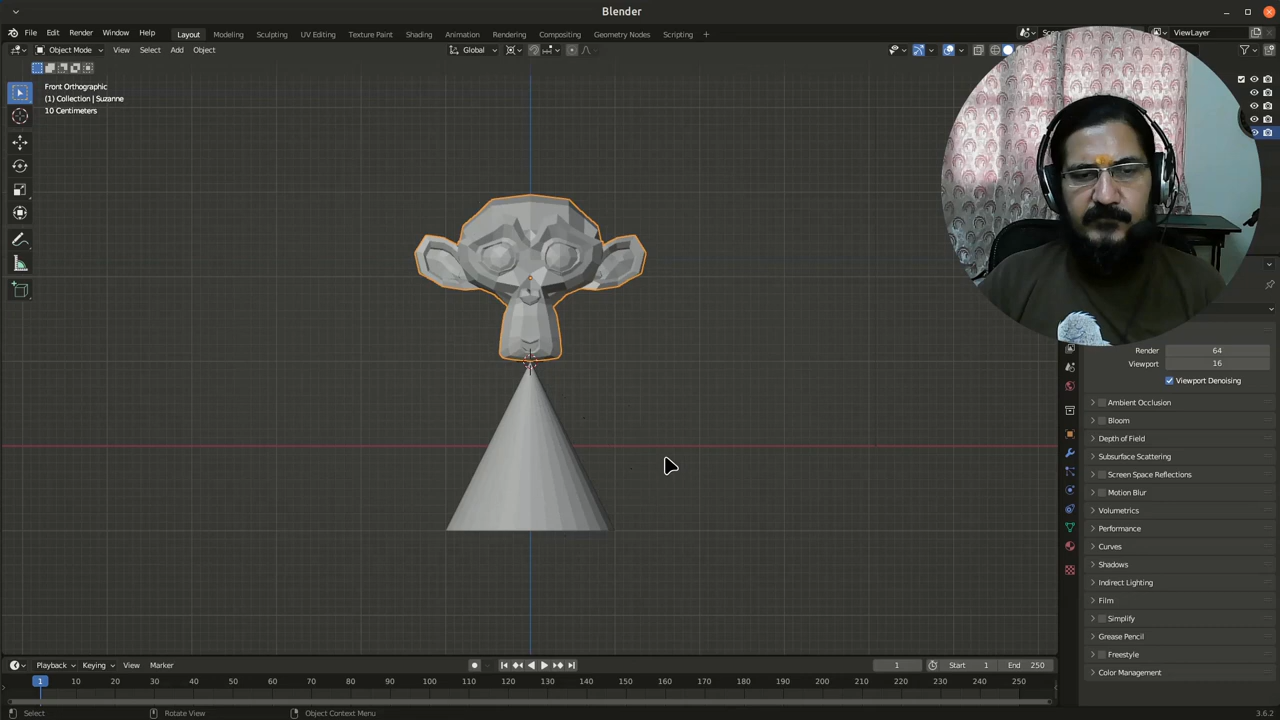 Blender
File Edit Render Window Help Layout Modeling Sculpting UV Editing Texture Paint Shading Animation Rendering Compositing Geometry Nodes Scripting + ViewLayer
Object Mode View Select Add Object Global
Front Orthographic
(1) Collection | Suzanne
10 Centimeters
Render 64
Viewport 16
Viewport Denoising
Ambient Occlusion
Bloom
Depth of Field
Subsurface Scattering
Screen Space Reflections
Motion Blur
Volumetrics
Performance
Curves
Shadows
Indirect Lighting
Film
Simplify
Grease Pencil
Freestyle
Color Management
Playback Keying View Marker 1 Start 1 End 250
1 10 20 30 40 50 60 70 80 90 100 110 120 130 140 150 160 170 180 190 200 210 220 230 240 250
Select Rotate View Object Context Menu 3.6.2